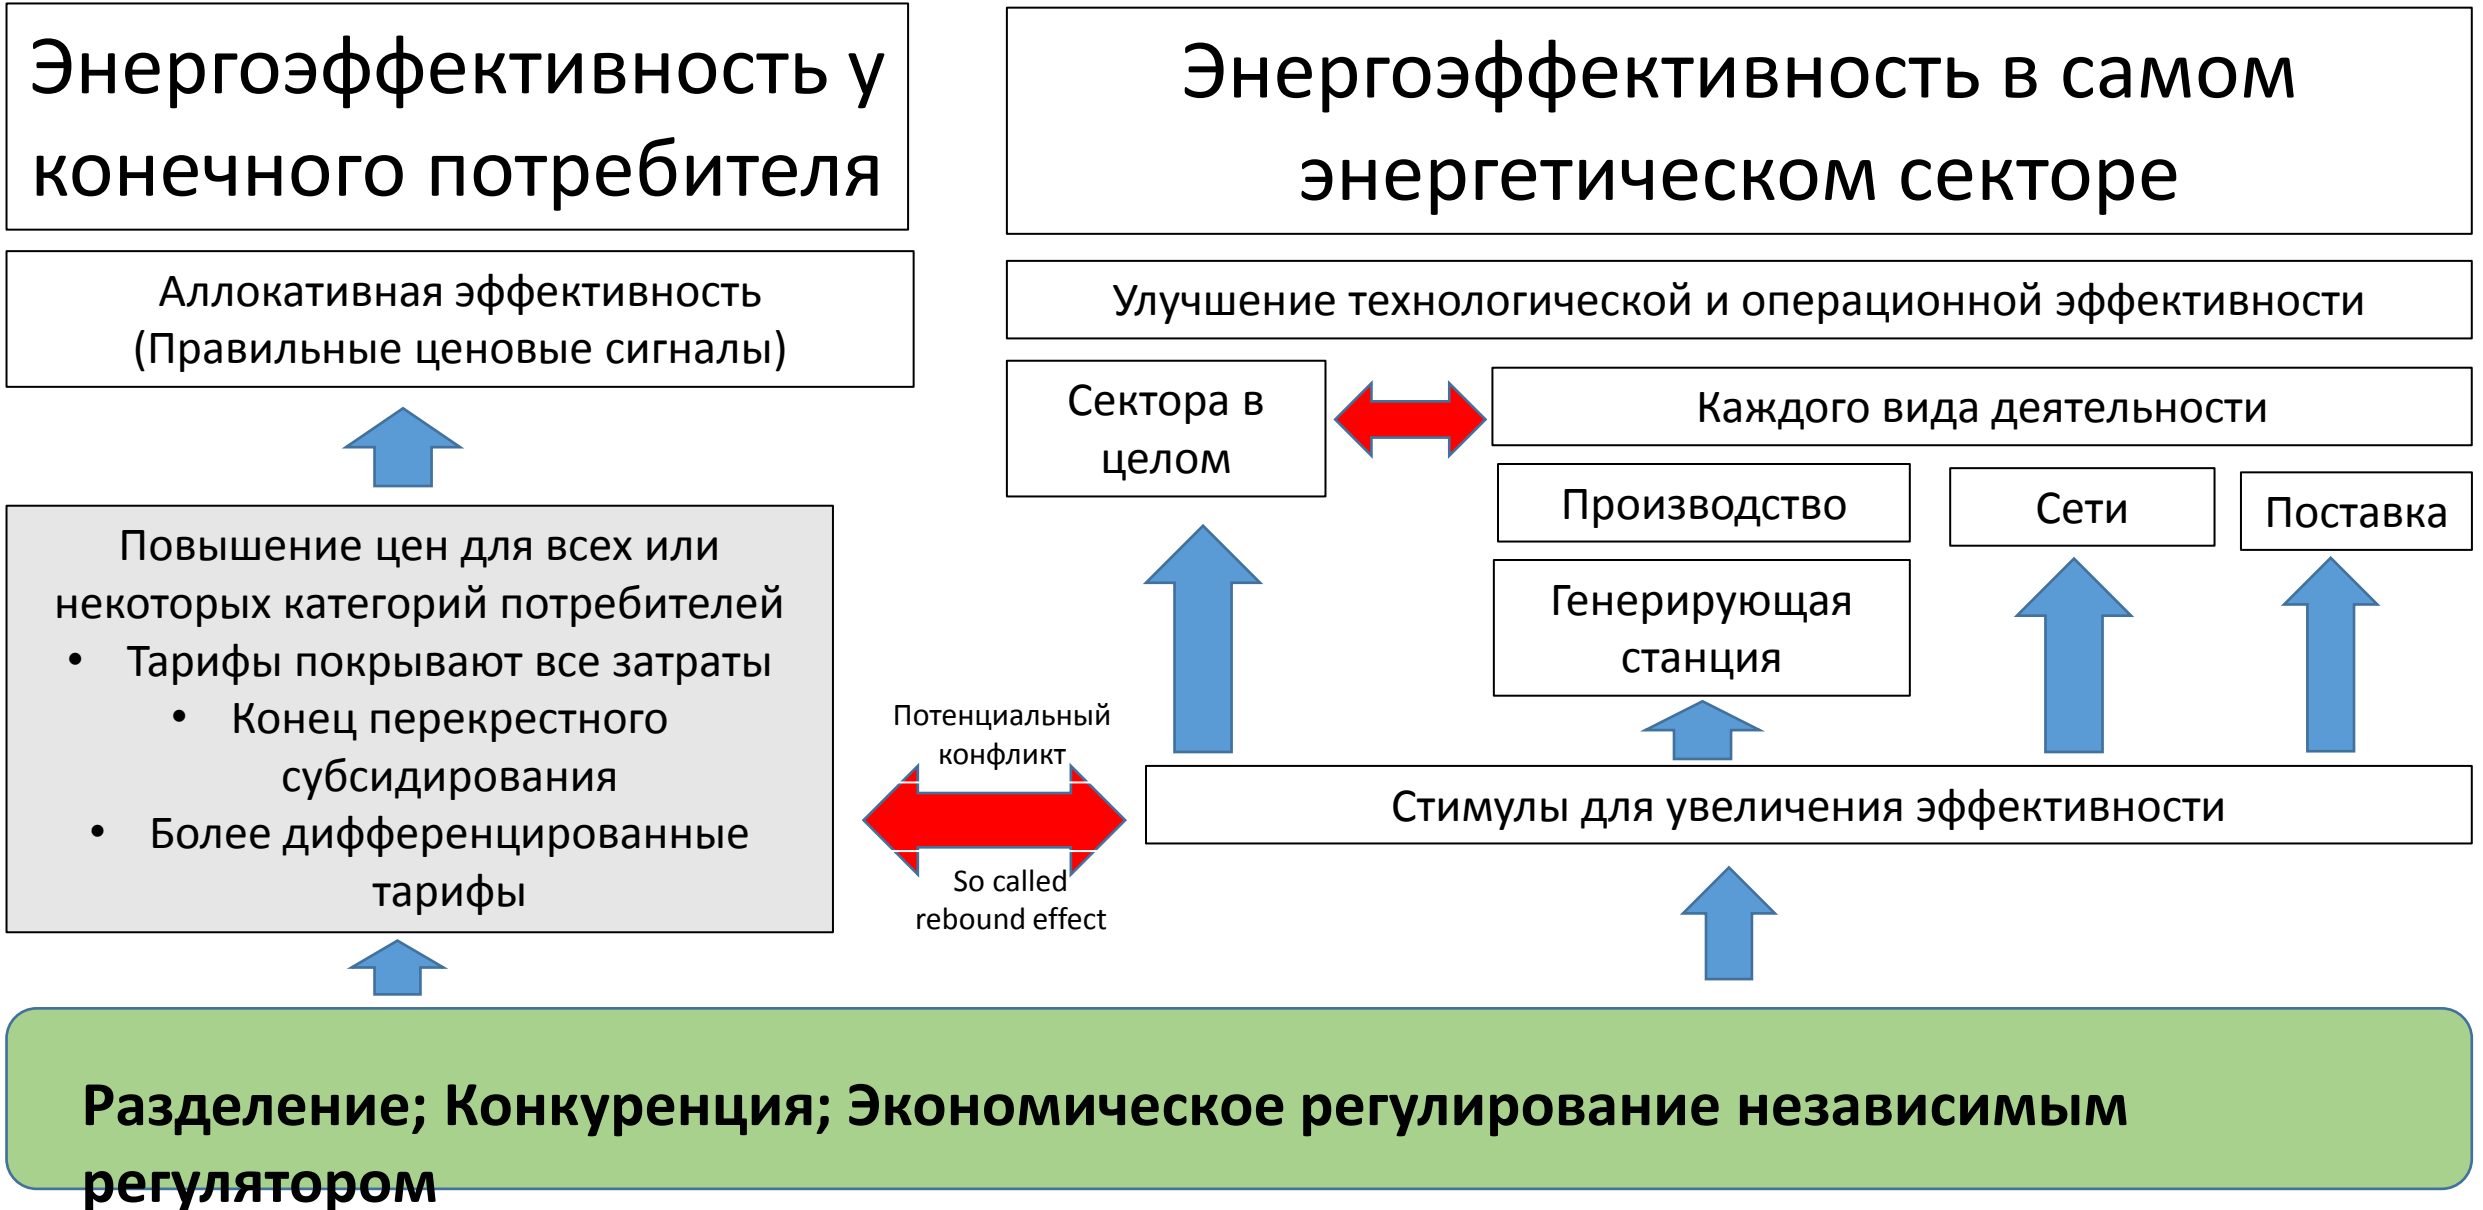 Энергоэффективность у
конечного потребителя
Аллокативная эффективность
(Правильные ценовые сигналы)
Повышение цен для всех или
некоторых категорий потребителей
• Тарифы покрывают все затраты
• Конец перекрестного
субсидирования
• Более дифференцированные
тарифы
Потенциальный
конфликт
So called
rebound effect
Энергоэффективность в самом
энергетическом секторе
Улучшение технологической и операционной эффективности
Сектора в
целом
Каждого вида деятельности
Производство
Сети
Поставка
Генерирующая
станция
Стимулы для увеличения эффективности
Разделение; Конкуренция; Экономическое регулирование независимым
регулятором